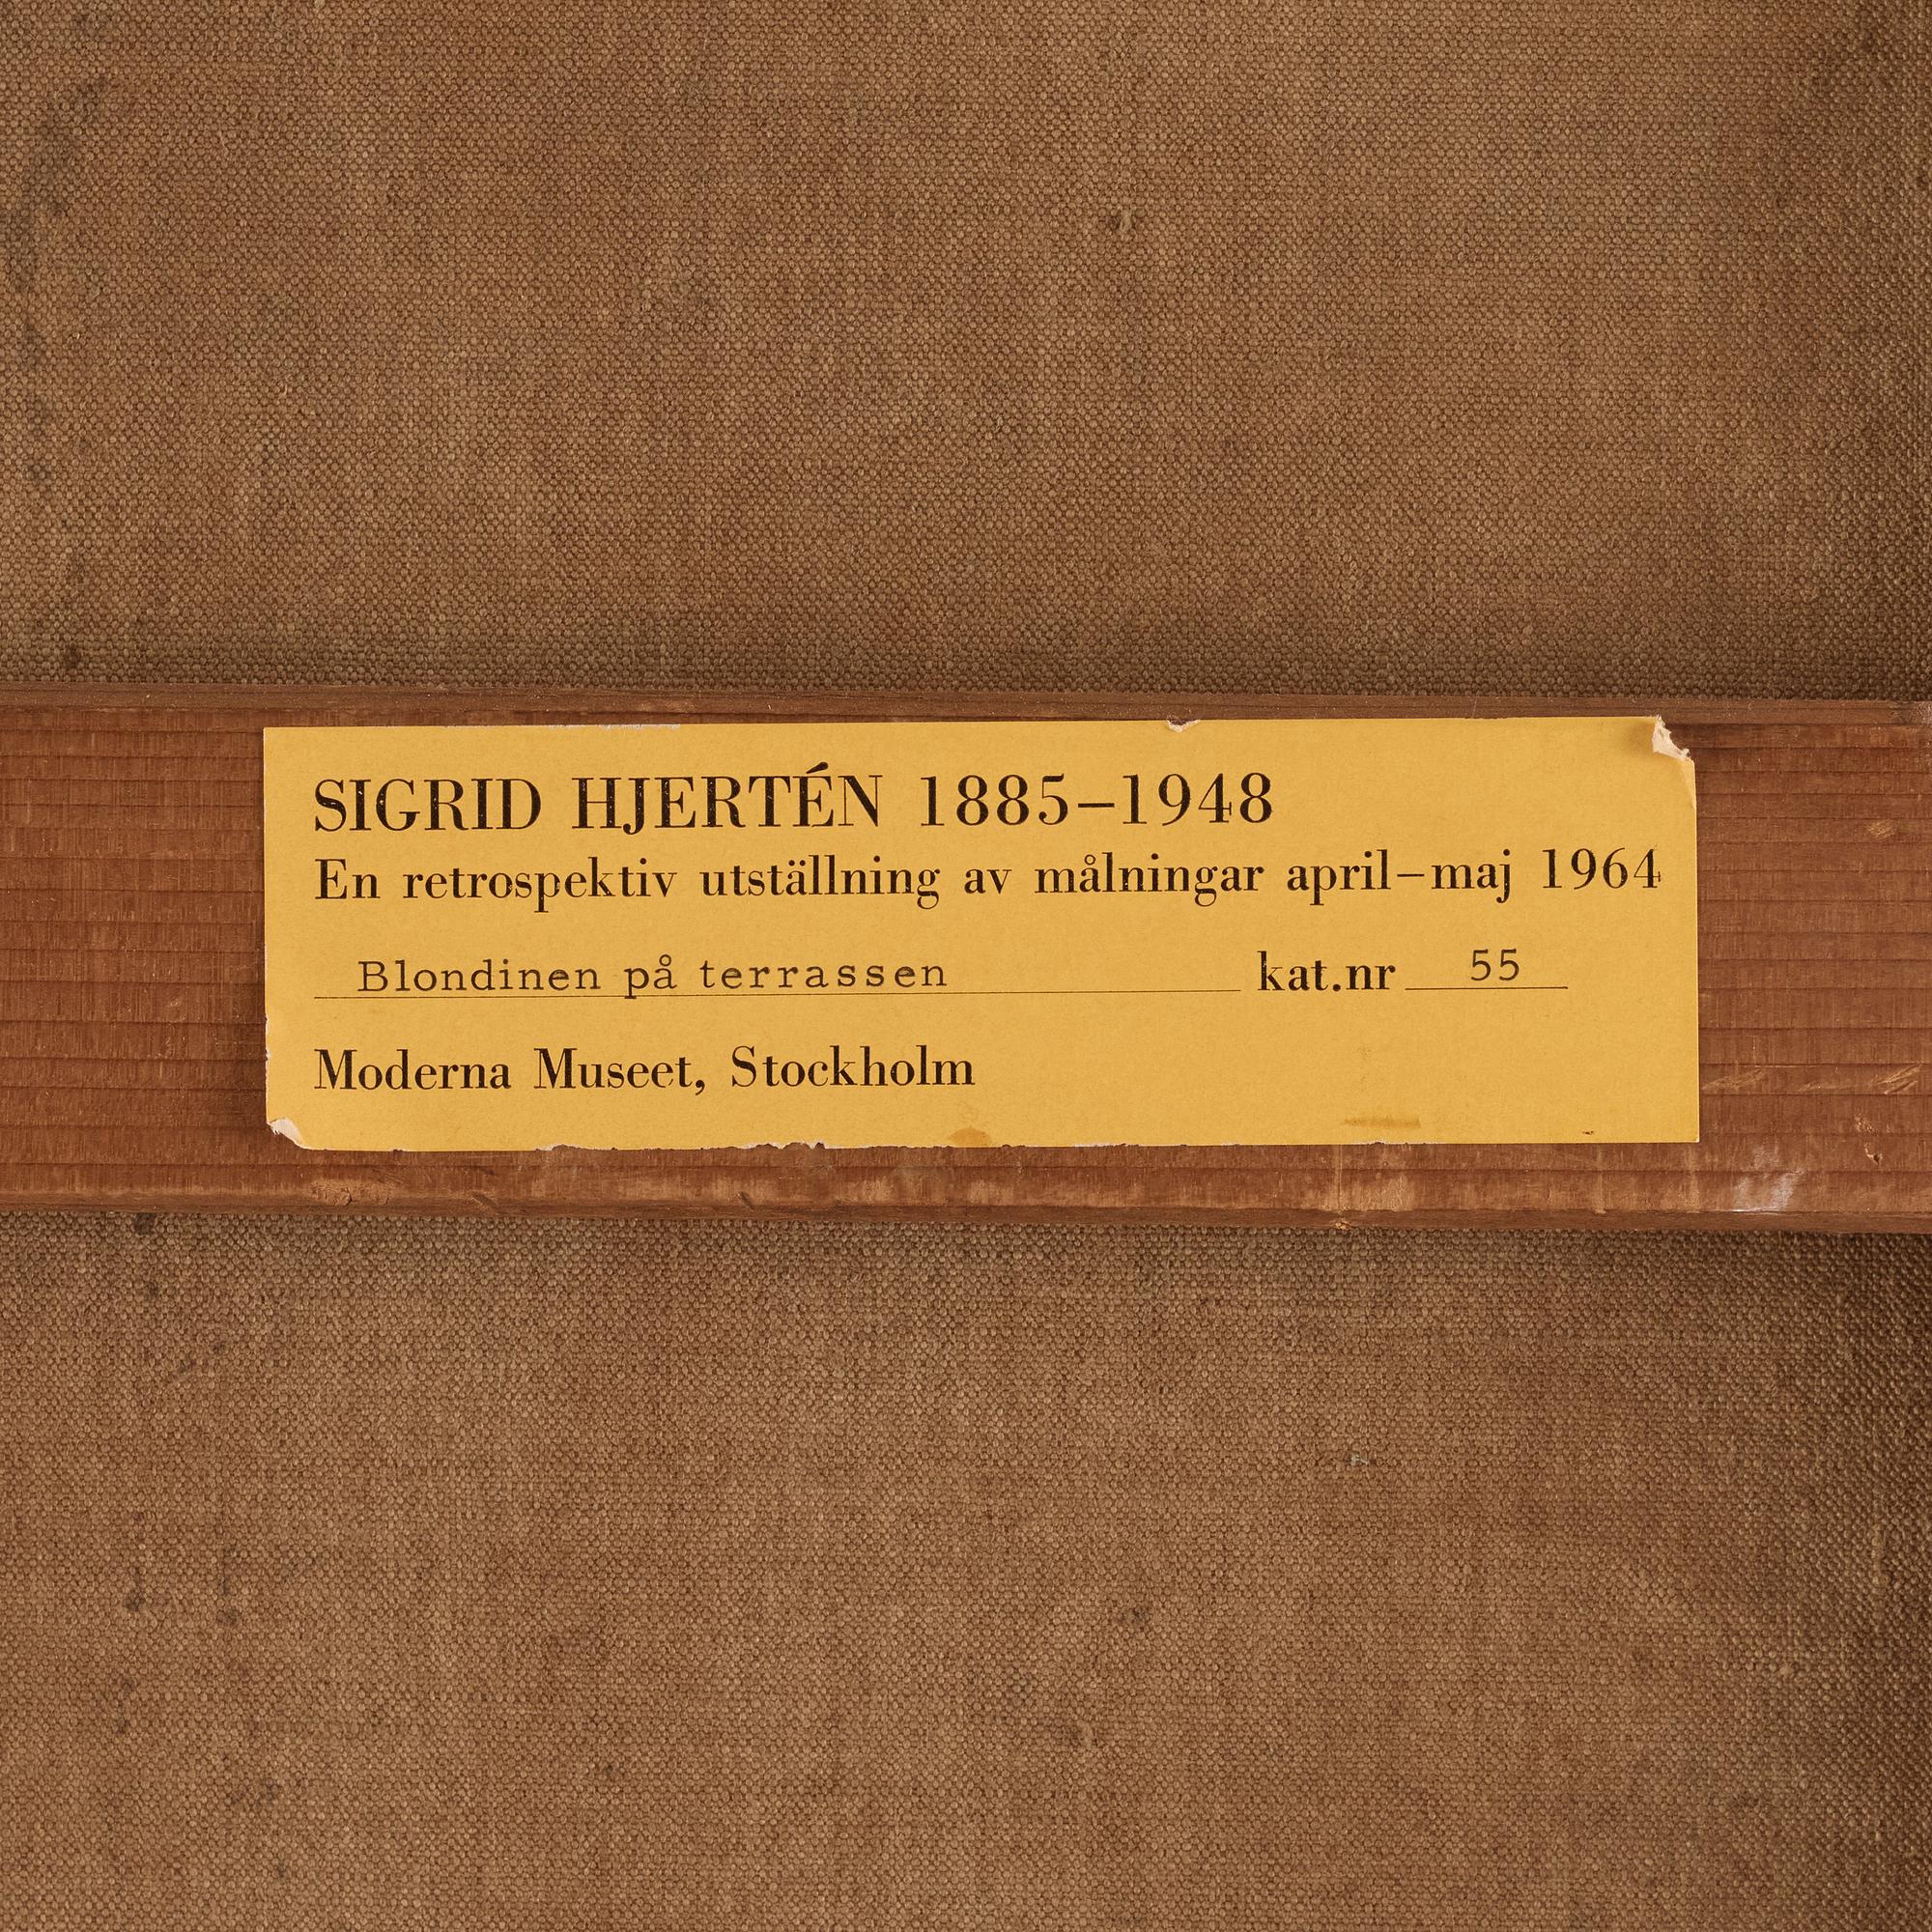 SIGRID HJERTÉN 1885–1948
En retrospektiv utställning av målningar april–maj 1964
Blondinen på terrassen kat.nr 55
Moderna Museet, Stockholm